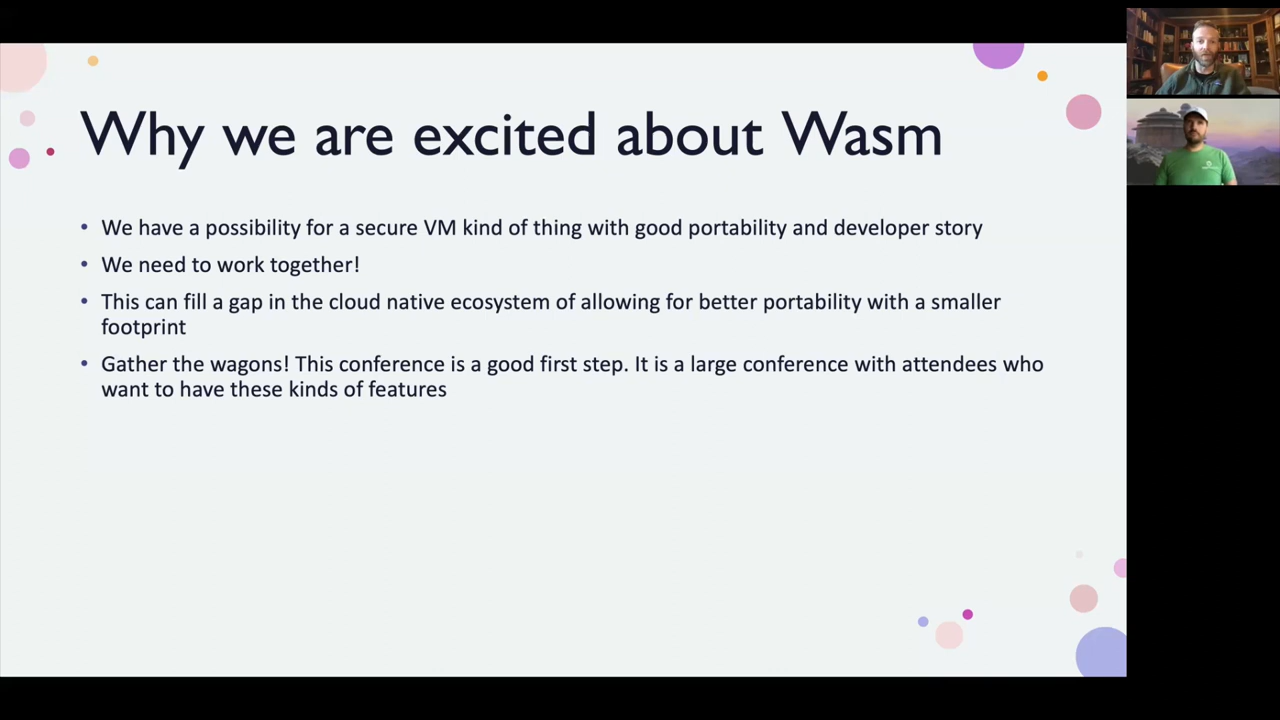 Why we are excited about Wasm
• We have a possibility for a secure VM kind of thing with good portability and developer story
• We need to work together!
• This can fill a gap in the cloud native ecosystem of allowing for better portability with a smaller
footprint
• Gather the wagons! This conference is a good first step. It is a large conference with attendees who
want to have these kinds of features